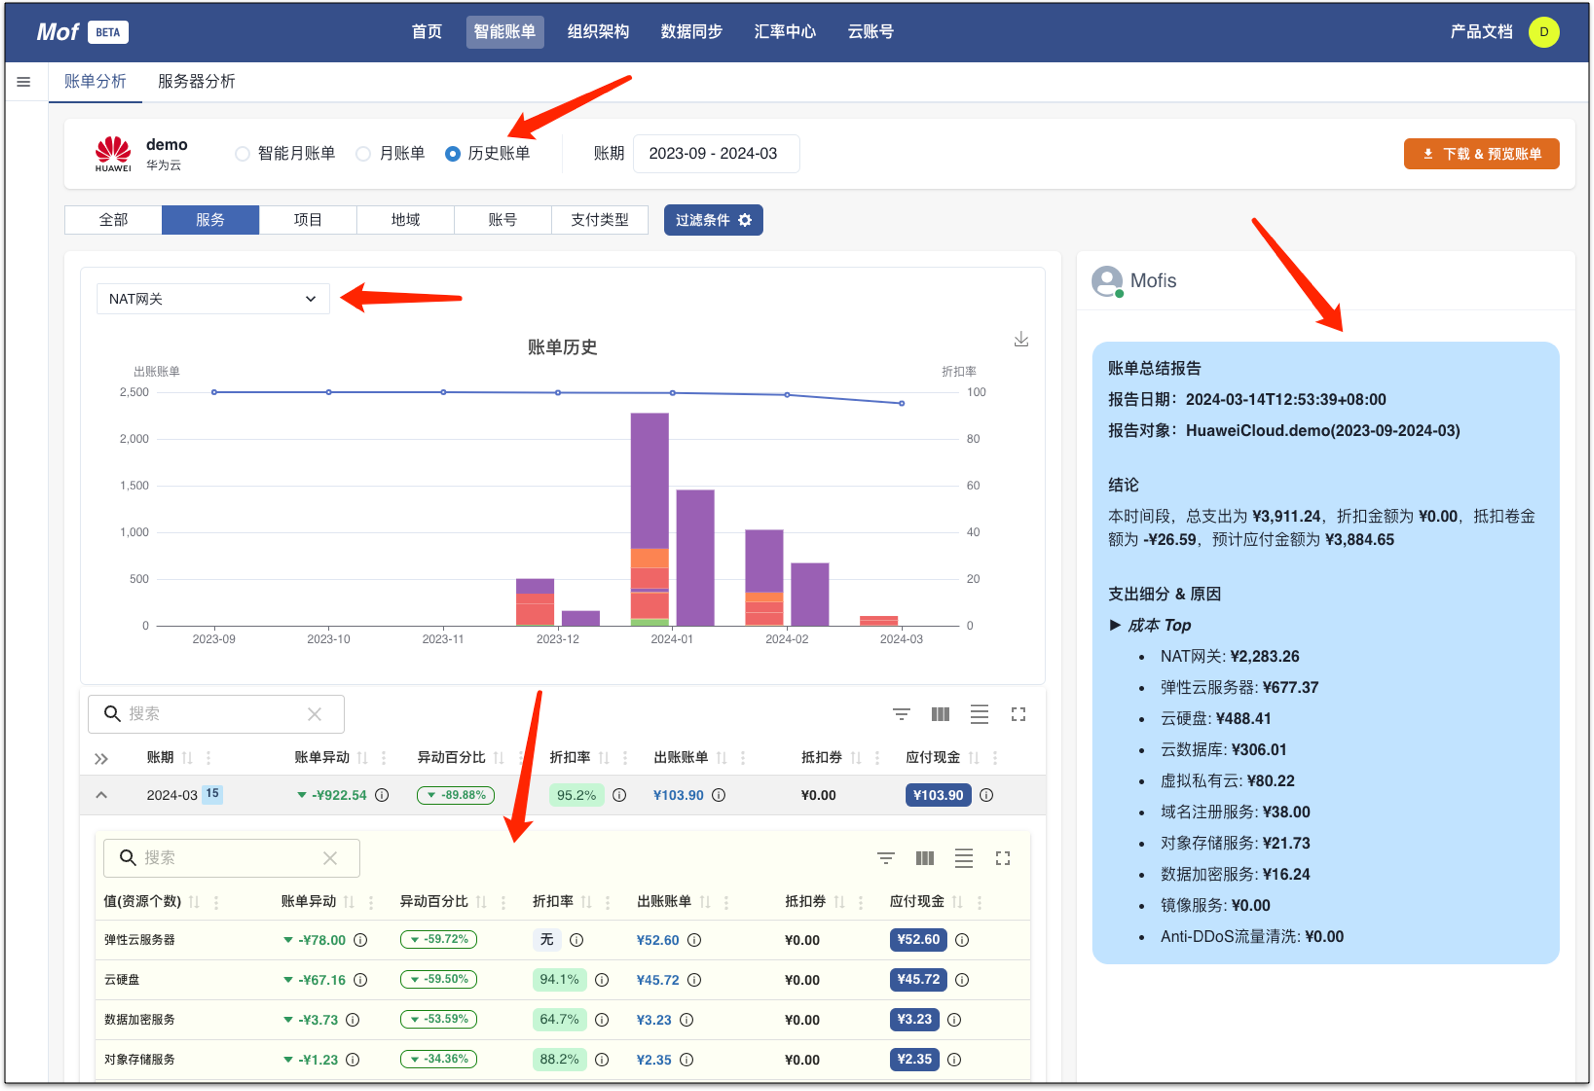 Mof BETA 首页 智能账单 组织架构 数据同步 汇率中心 云账号 产品文档 D
账单分析 服务器分析
HUAWEI demo 华为云 智能月账单 月账单 历史账单 账期 2023-09 - 2024-03 下载 & 预览账单
全部 服务 项目 地域 账号 支付类型 过滤条件
NAT网关
账单历史
出账账单 折扣率
2,500 100
2,000 80
1,500 60
1,000 40
500 20
0 0
2023-09 2023-10 2023-11 2023-12 2024-01 2024-02 2024-03
搜索
账期 账单异动 异动百分比 折扣率 出账账单 抵扣券 应付现金
2024-03 15 -¥922.54 -89.88% 95.2% ¥103.90 ¥0.00 ¥103.90
搜索
值(资源个数) 账单异动 异动百分比 折扣率 出账账单 抵扣券 应付现金
弹性云服务器 -¥78.00 -59.72% 无 ¥52.60 ¥0.00 ¥52.60
云硬盘 -¥67.16 -59.50% 94.1% ¥45.72 ¥0.00 ¥45.72
数据加密服务 -¥3.73 -53.59% 64.7% ¥3.23 ¥0.00 ¥3.23
对象存储服务 -¥1.23 -34.36% 88.2% ¥2.35 ¥0.00 ¥2.35
Mofis
账单总结报告
报告日期：2024-03-14T12:53:39+08:00
报告对象：HuaweiCloud.demo(2023-09-2024-03)
结论
本时间段，总支出为 ¥3,911.24，折扣金额为 ¥0.00，抵扣卷金
额为 -¥26.59，预计应付金额为 ¥3,884.65
支出细分 & 原因
▶ 成本 Top
• NAT网关: ¥2,283.26
• 弹性云服务器: ¥677.37
• 云硬盘: ¥488.41
• 云数据库: ¥306.01
• 虚拟私有云: ¥80.22
• 域名注册服务: ¥38.00
• 对象存储服务: ¥21.73
• 数据加密服务: ¥16.24
• 镜像服务: ¥0.00
• Anti-DDoS流量清洗: ¥0.00